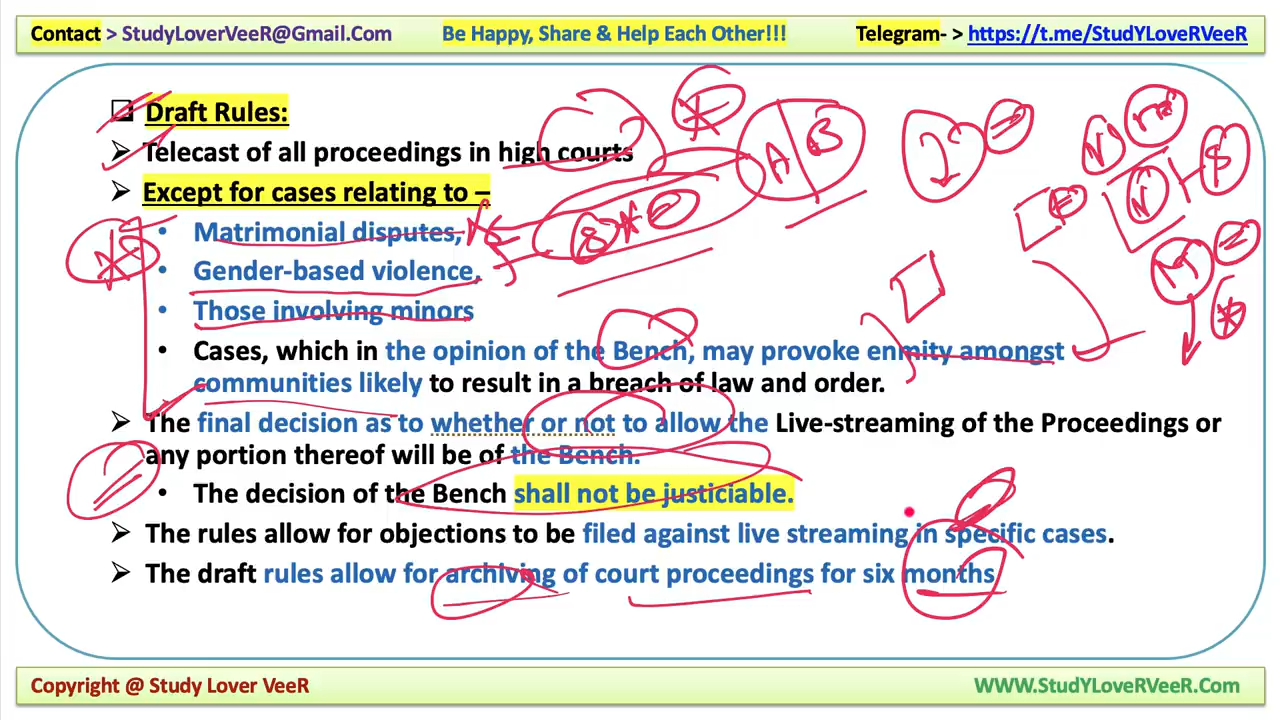 Contact > StudyLoverVeeR@Gmail.Com Be Happy, Share & Help Each Other!!! Telegram- > https://t.me/StudYLoveRVeeR
Draft Rules:
Telecast of all proceedings in high courts
Except for cases relating to –
Matrimonial disputes,
Gender-based violence,
Those involving minors
Cases, which in the opinion of the Bench, may provoke enmity amongst
communities likely to result in a breach of law and order.
The final decision as to whether or not to allow the Live-streaming of the Proceedings or
any portion thereof will be of the Bench.
The decision of the Bench shall not be justiciable.
The rules allow for objections to be filed against live streaming in specific cases.
The draft rules allow for archiving of court proceedings for six months
A B
Copyright @ Study Lover VeeR WWW.StudYLoveRVeeR.Com